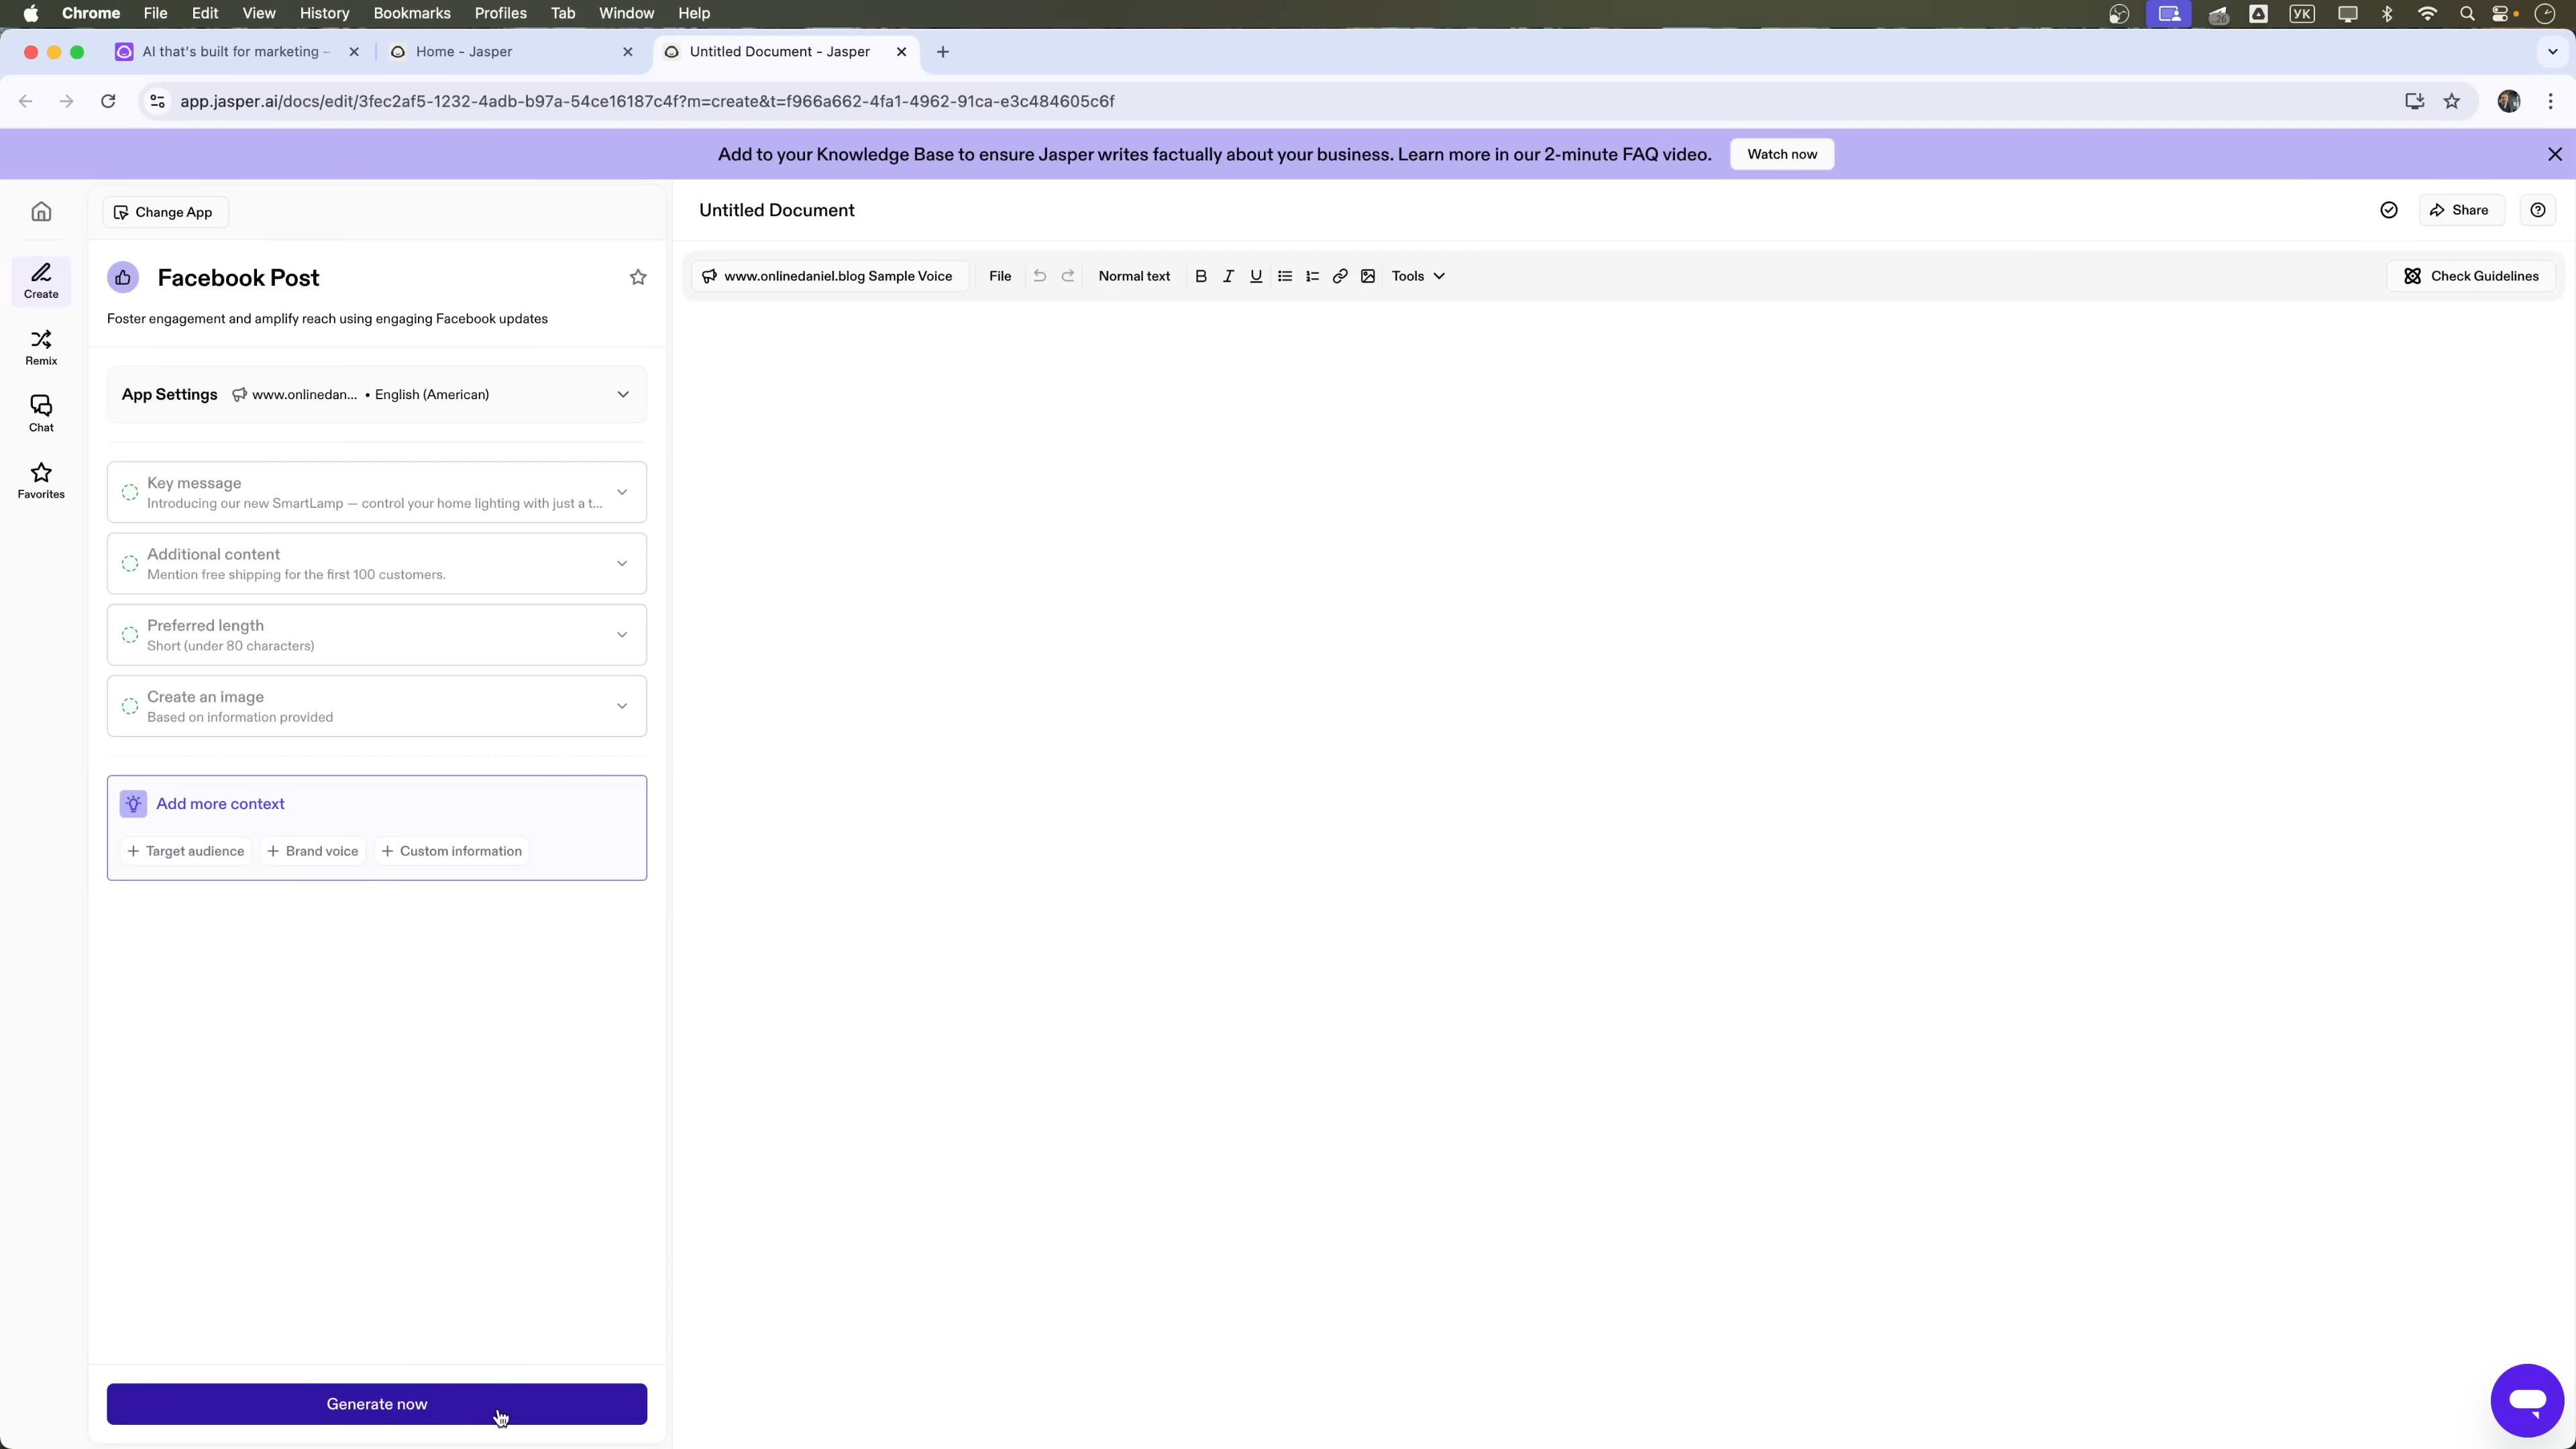 Chrome File Edit View History Bookmarks Profiles Tab Window Help
26 УК
AI that's built for marketing – Home - Jasper Untitled Document - Jasper
app.jasper.ai/docs/edit/3fec2af5-1232-4adb-b97a-54ce16187c4f?m=create&t=f966a662-4fa1-4962-91ca-e3c484605c6f
Add to your Knowledge Base to ensure Jasper writes factually about your business. Learn more in our 2-minute FAQ video. Watch now
Change App
Untitled Document
Share
www.onlinedaniel.blog Sample Voice File Normal text B I U Tools
Check Guidelines
Create
Remix
Chat
Favorites
Facebook Post
Foster engagement and amplify reach using engaging Facebook updates
App Settings www.onlinedan... • English (American)
Key message
Introducing our new SmartLamp — control your home lighting with just a t...
Additional content
Mention free shipping for the first 100 customers.
Preferred length
Short (under 80 characters)
Create an image
Based on information provided
Add more context
+ Target audience + Brand voice + Custom information
Generate now